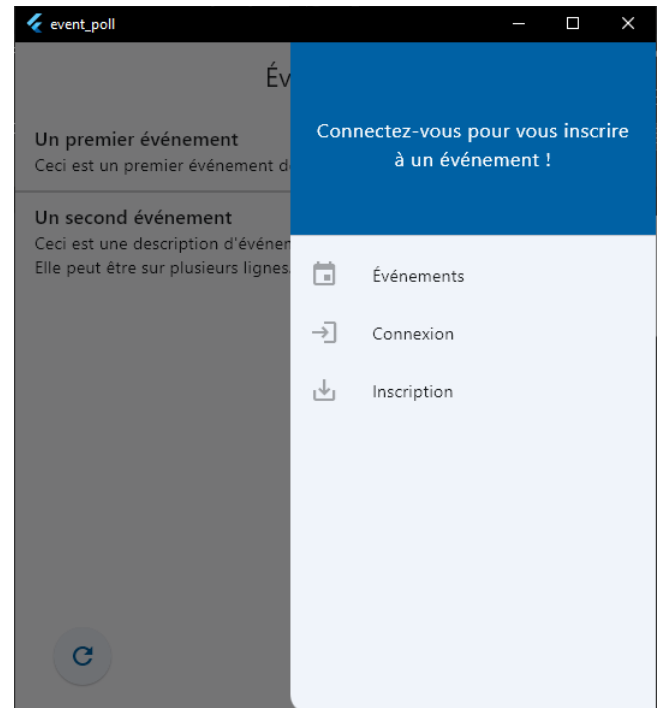 event_poll
Év
Un premier événement
Ceci est un premier événement d
Un second événement
Ceci est une description d'événe
Elle peut être sur plusieurs lignes
Connectez-vous pour vous inscrire
à un événement !
Événements
Connexion
Inscription